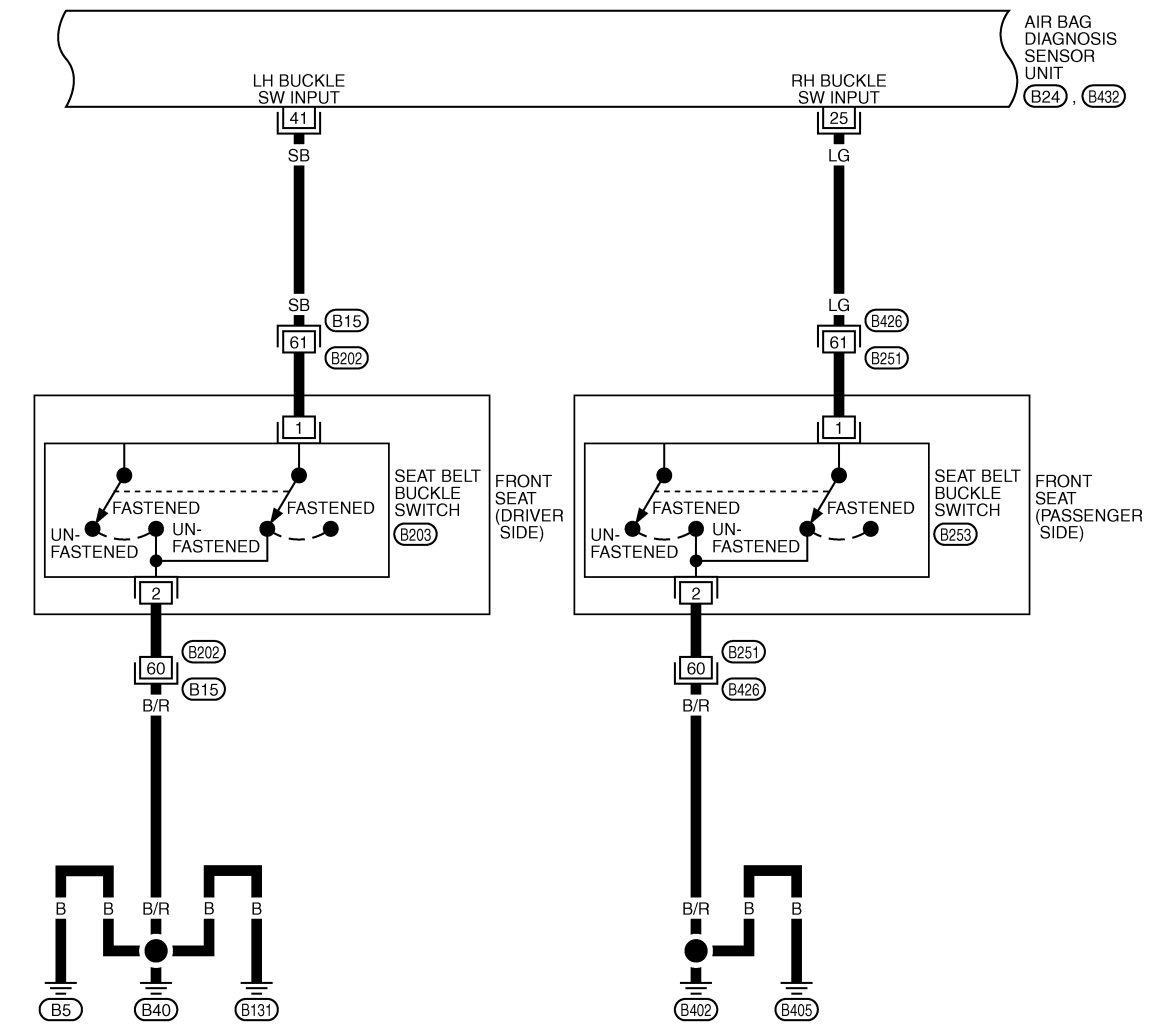 AIR BAG
DIAGNOSIS
SENSOR
UNIT
B24 , B432
LH BUCKLE
SW INPUT
RH BUCKLE
SW INPUT
41
25
SB
LG
SB
LG
B15
B426
61
61
B202
B251
1
1
SEAT BELT
BUCKLE
SWITCH
B203
FRONT
SEAT
(DRIVER
SIDE)
FASTENED
FASTENED
UN-
FASTENED
UN-
FASTENED
SEAT BELT
BUCKLE
SWITCH
B253
FRONT
SEAT
(PASSENGER
SIDE)
FASTENED
FASTENED
UN-
FASTENED
UN-
FASTENED
2
2
B202
B251
60
60
B15
B426
B/R
B/R
B B B/R B B
B/R B B
B5 B40 B131
B402 B405